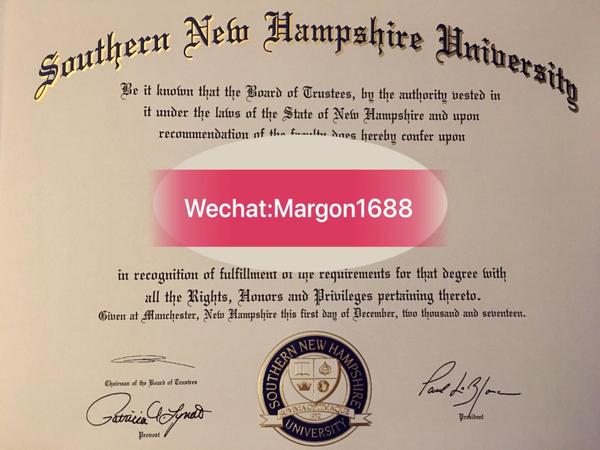 Southern New Hampshire University
Be it known that the Board of Trustees, by the authority vested in
it under the laws of the State of New Hampshire and upon
recommendation of the faculty does hereby confer upon
Wechat:Margon1688
in recognition of fulfillment of the requirements for that degree with
all the Rights, Honors and Privileges pertaining thereto.
Given at Manchester, New Hampshire this first day of December, two thousand and seventeen.
Chairman of the Board of Trustees
Provost
SOUTHERN NEW HAMPSHIRE
UNIVERSITY
President